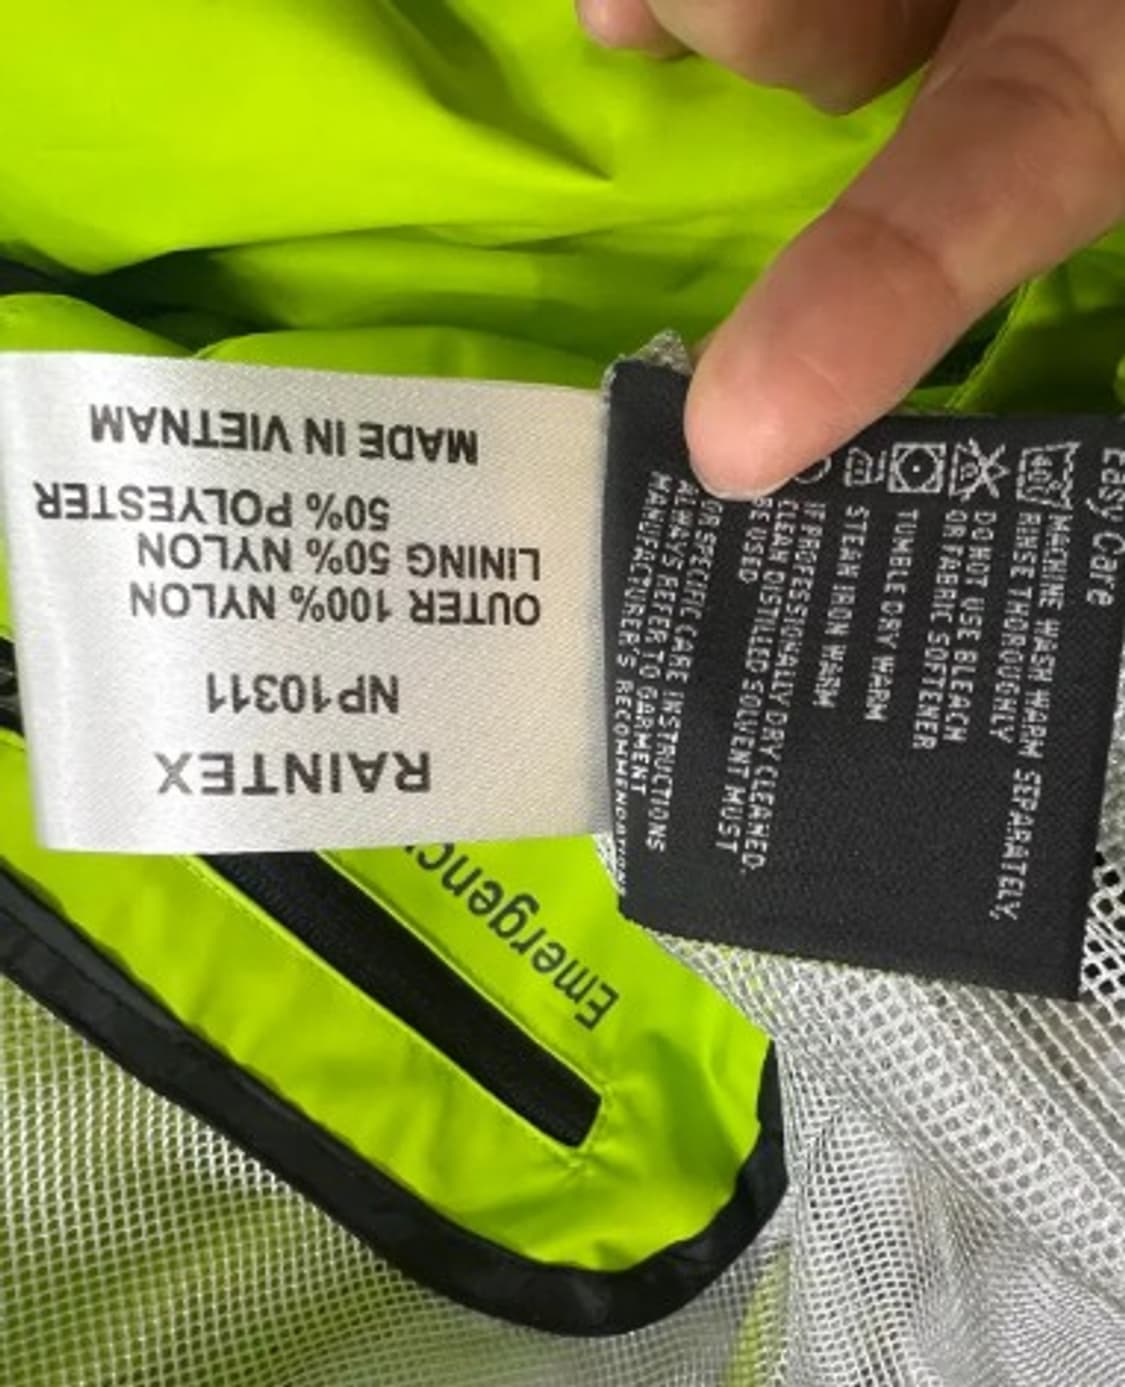 RAINTEX
NP10311
OUTER 100% NYLON
LINING 50% NYLON
50% POLYESTER
MADE IN VIETNAM
Easy Care
40
MACHINE WASH WARM SEPARATELY,
RINSE THOROUGHLY
DO NOT USE BLEACH
OR FABRIC SOFTENER
TUMBLE DRY WARM
STEAM IRON WARM
IF PROFESSIONALLY DRY CLEANED.
CLEAN DISTILLED SOLVENT MUST
BE USED
OR SPECIFIC CARE INSTRUCTIONS
ALWAYS REFER TO GARMENT
MANUFACTURER'S
Emergenc